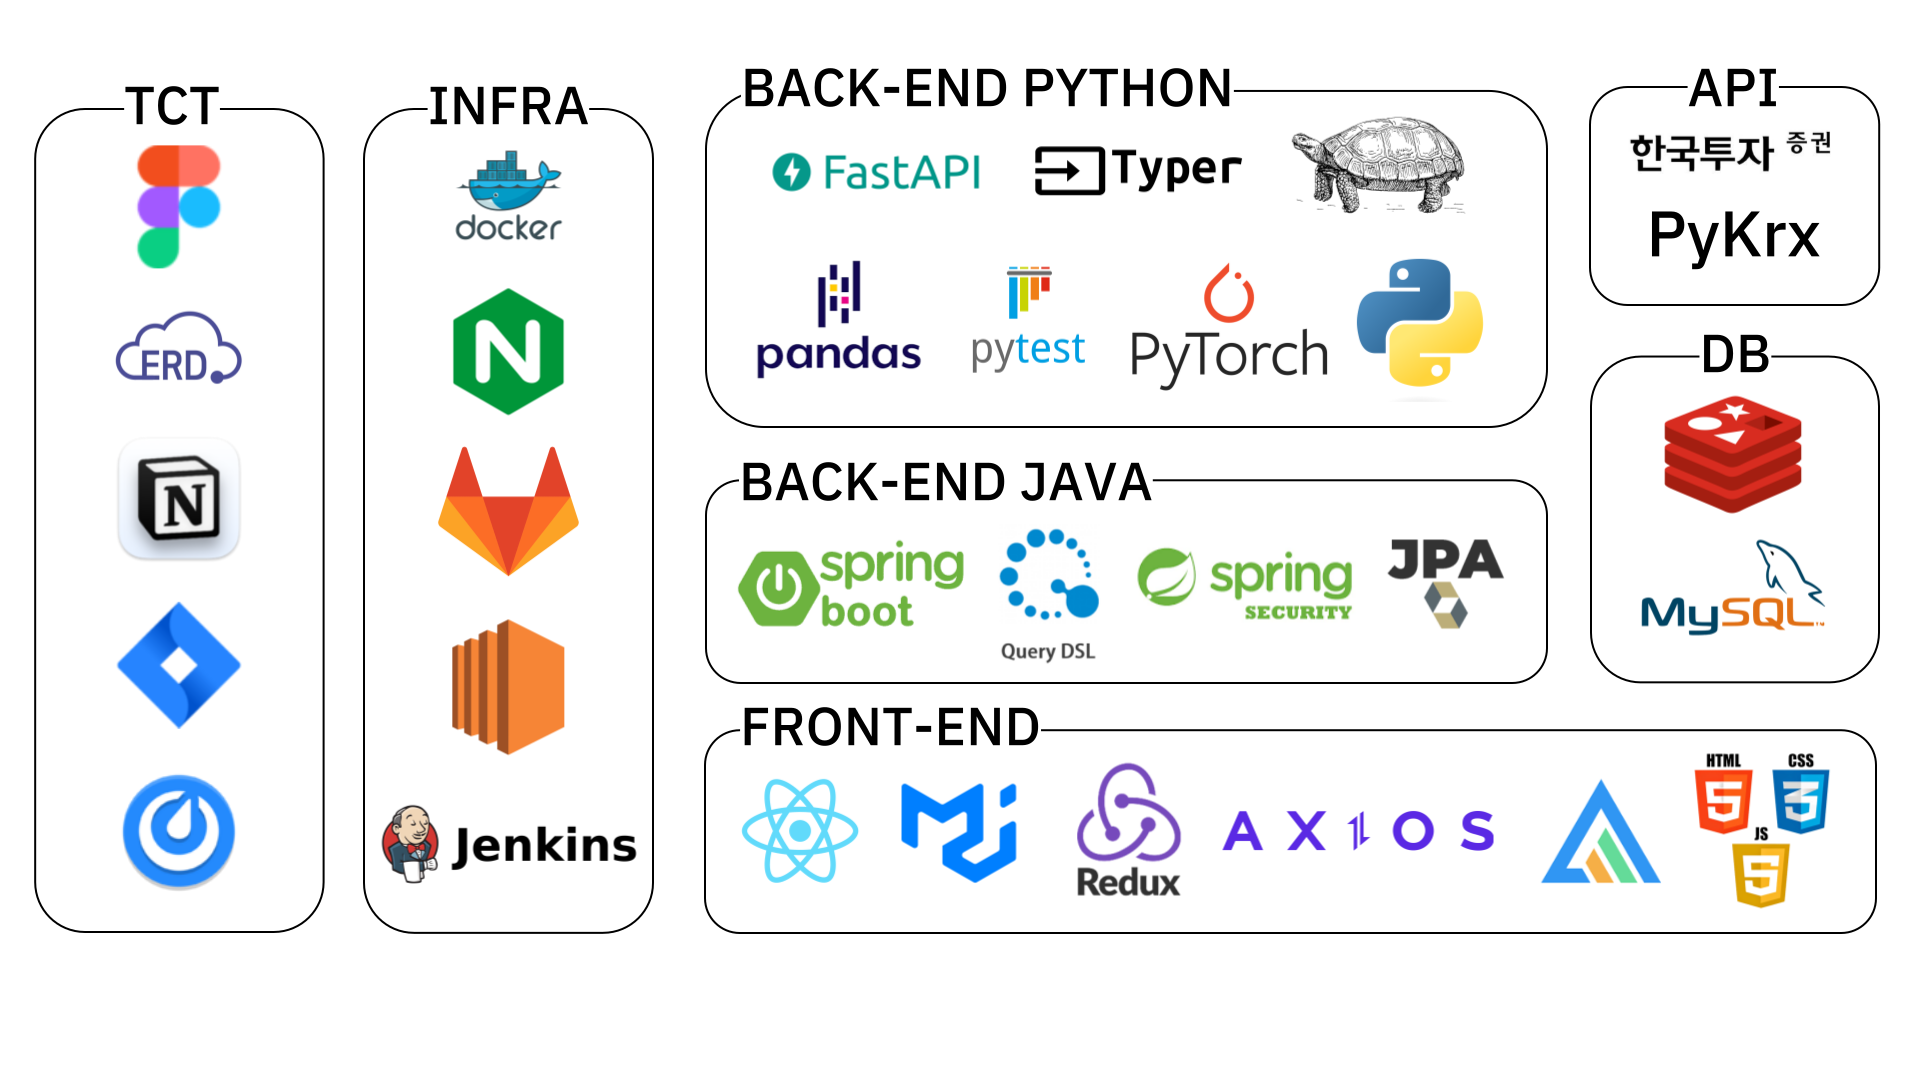 TCT
ERD
N
INFRA
docker
N
Jenkins
BACK-END PYTHON
FastAPI
Typer
pandas
pytest
PyTorch
BACK-END JAVA
spring
boot
Query DSL
spring
SECURITY
JPA
FRONT-END
Redux
AXIOS
HTML
CSS
JS
API
한국투자 증권
PyKrx
DB
MySQL